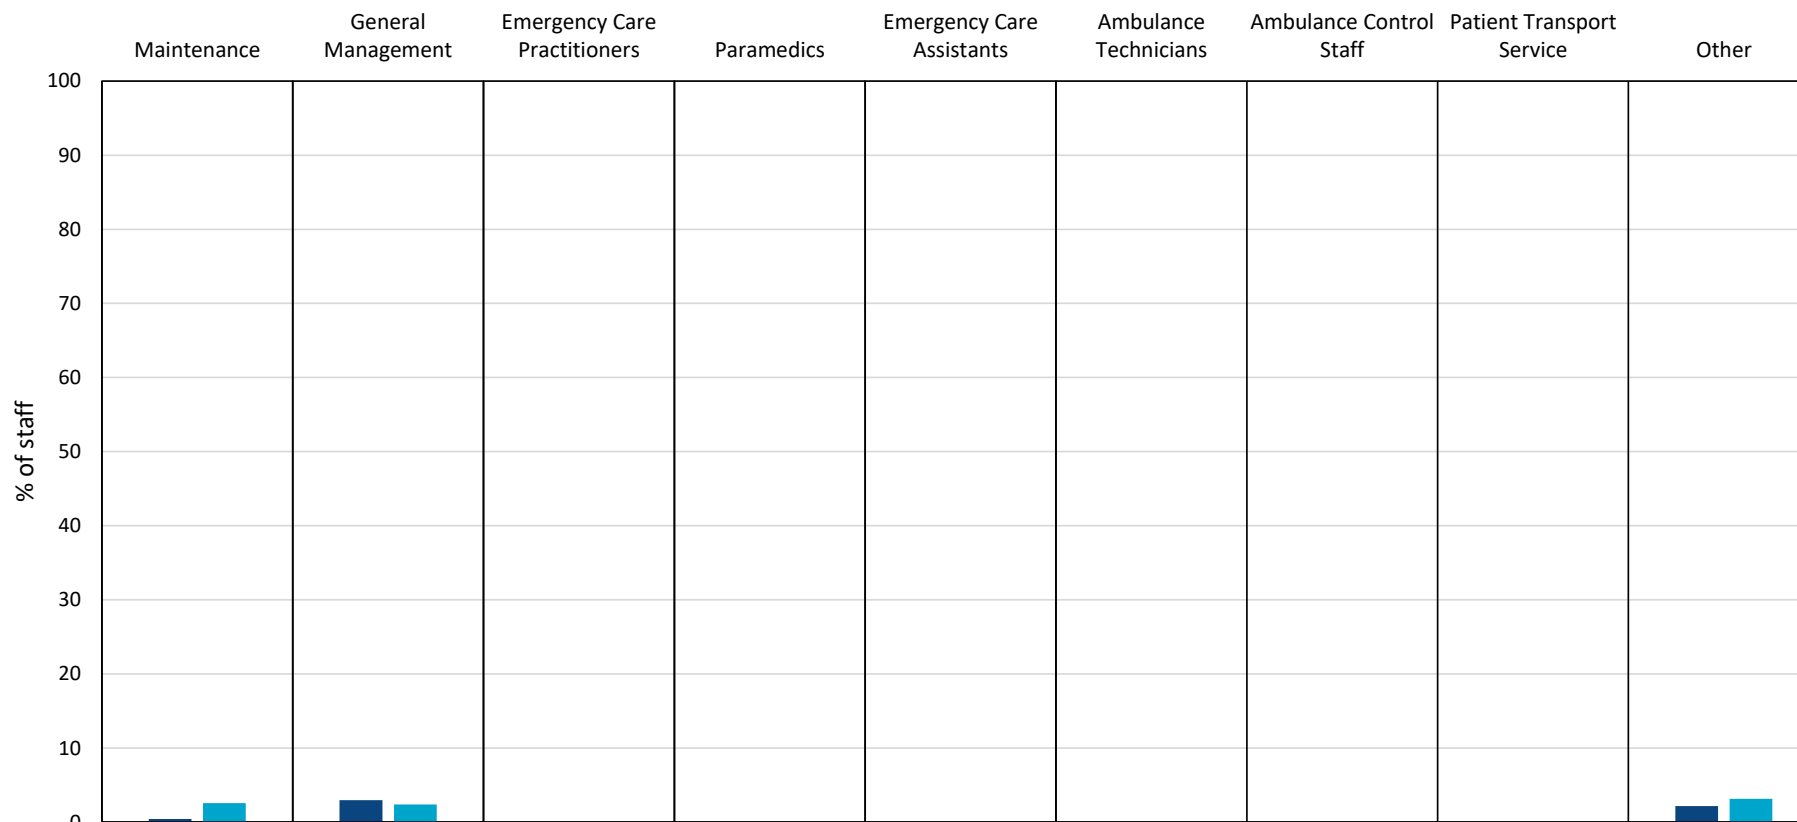 Maintenance
General
Management
Emergency Care
Practitioners
Paramedics
Emergency Care
Assistants
Ambulance
Technicians
Ambulance Control
Staff
Patient Transport
Service
Other
100
90
80
70
60
50
40
30
20
10
0
% of staff